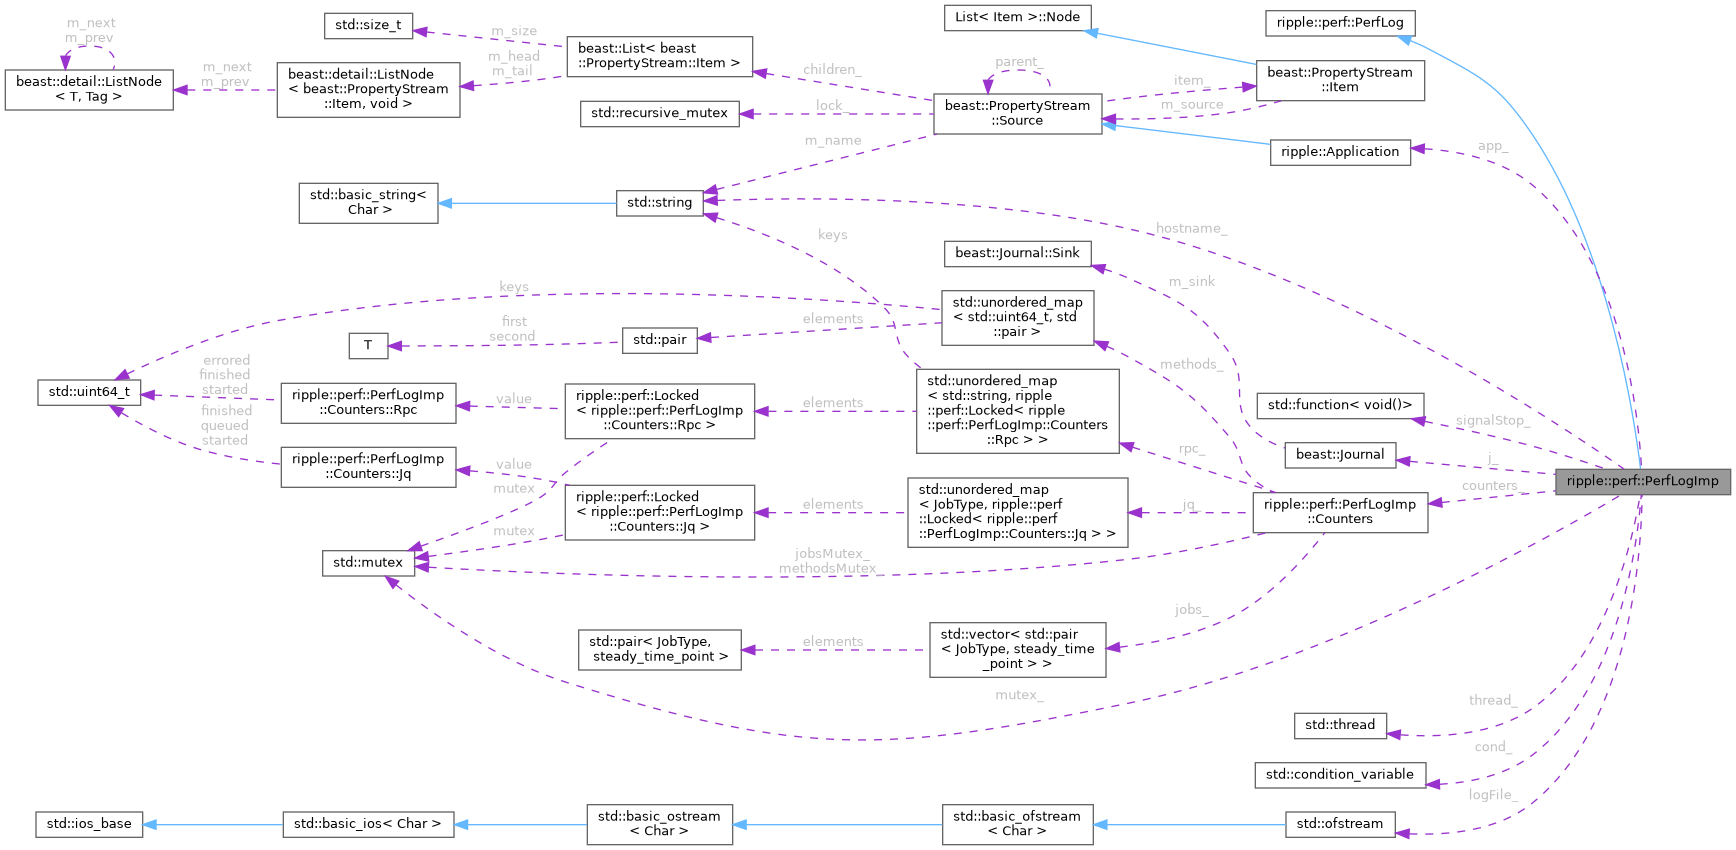 m_next
m_prev
std::size_t
m_size
List< Item >::Node
ripple::perf::PerfLog
beast::List< beast
::PropertyStream::Item >
m_head
m_tail
children_
parent_
beast::detail::ListNode
< T, Tag >
m_next
m_prev
beast::detail::ListNode
< beast::PropertyStream
::Item, void >
beast::PropertyStream
::Item
item_
m_source
beast::PropertyStream
::Source
std::recursive_mutex
lock_
m_name
ripple::Application
app_
std::basic_string<
Char >
std::string
hostname_
keys
beast::Journal::Sink
m_sink
keys
std::unordered_map
< std::uint64_t, std
::pair >
elements
first
second
T
std::pair
methods_
std::uint64_t
errored
finished
started
ripple::perf::PerfLogImp
::Counters::Rpc
value
ripple::perf::Locked
< ripple::perf::PerfLogImp
::Counters::Rpc >
elements
std::unordered_map
< std::string, ripple
::perf::Locked< ripple
::perf::PerfLogImp::Counters
::Rpc > >
std::function< void()>
signalStop_
finished
queued
started
ripple::perf::PerfLogImp
::Counters::Jq
value
mutex
rpc_
beast::Journal
j_
ripple::perf::PerfLogImp
counters_
ripple::perf::Locked
< ripple::perf::PerfLogImp
::Counters::Jq >
elements
std::unordered_map
< JobType, ripple::perf
::Locked< ripple::perf
::PerfLogImp::Counters::Jq > >
jq_
ripple::perf::PerfLogImp
::Counters
mutex
std::mutex
jobsMutex_
methodsMutex_
jobs_
std::pair< JobType,
steady_time_point >
elements
std::vector< std::pair
< JobType, steady_time
_point > >
mutex_
std::thread
thread_
std::condition_variable
cond_
logFile_
std::ios_base
std::basic_ios< Char >
std::basic_ostream
< Char >
std::basic_ofstream
< Char >
std::ofstream